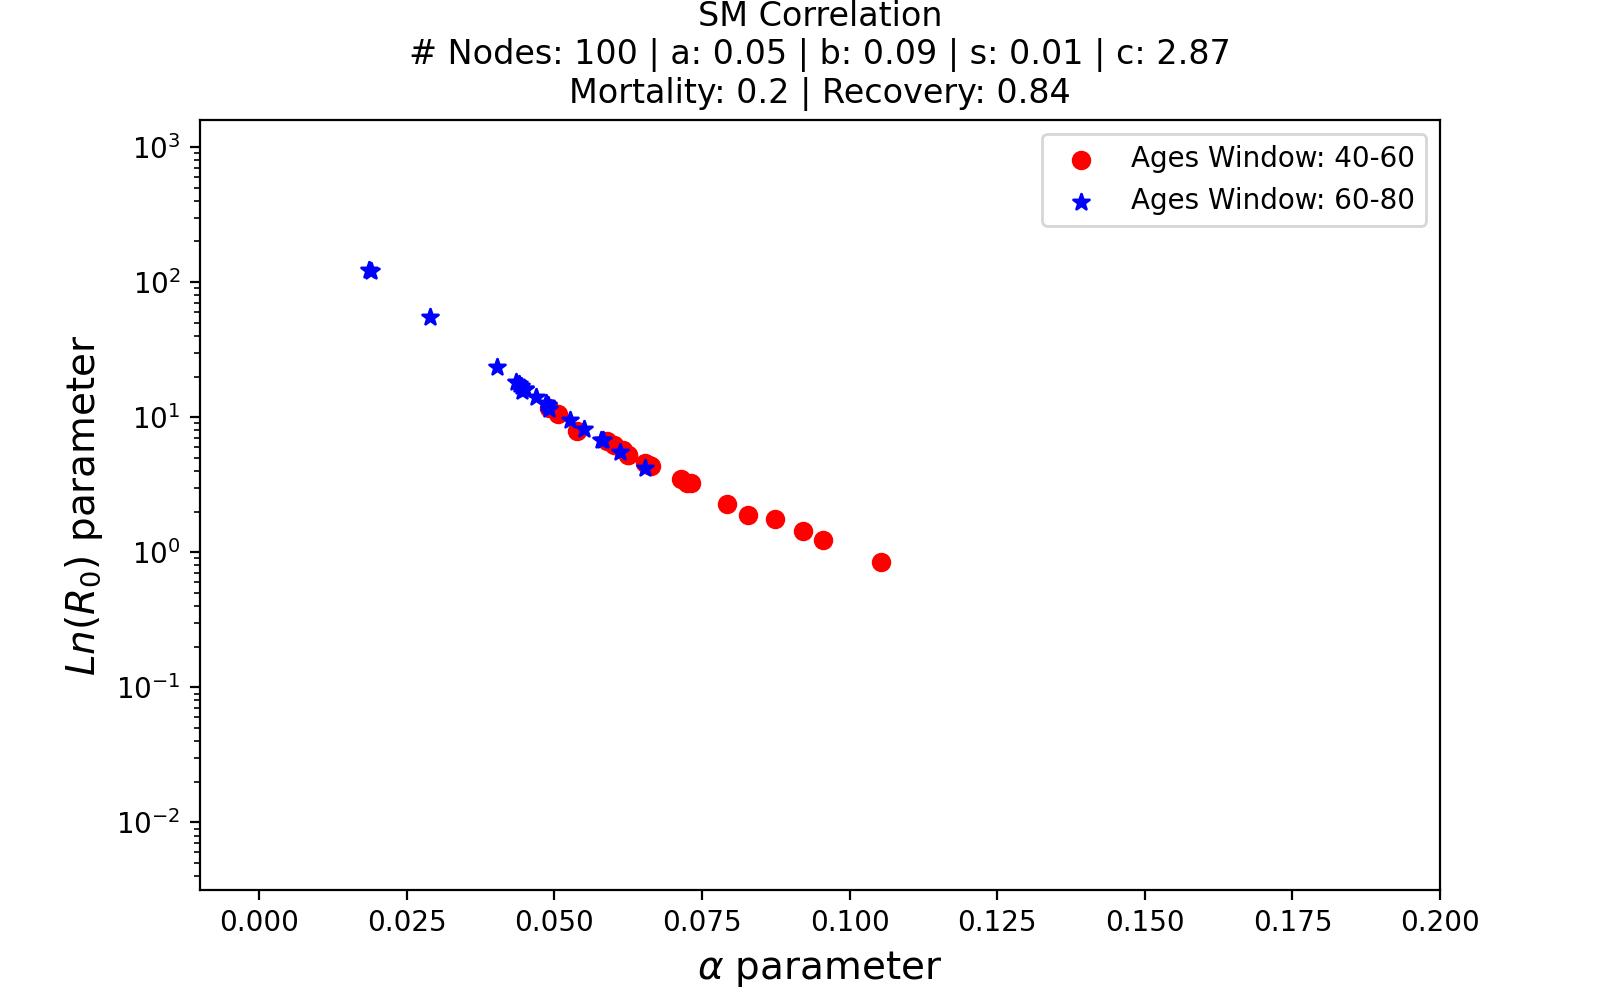 SM Correlation
# Nodes: 100 | a: 0.05 | b: 0.09 | s: 0.01 | c: 2.87
Mortality: 0.2 | Recovery: 0.84
Ages Window: 40-60
Ages Window: 60-80
10³
10²
10¹
10⁰
10⁻¹
10⁻²
Ln(R₀) parameter
0.000 0.025 0.050 0.075 0.100 0.125 0.150 0.175 0.200
α parameter